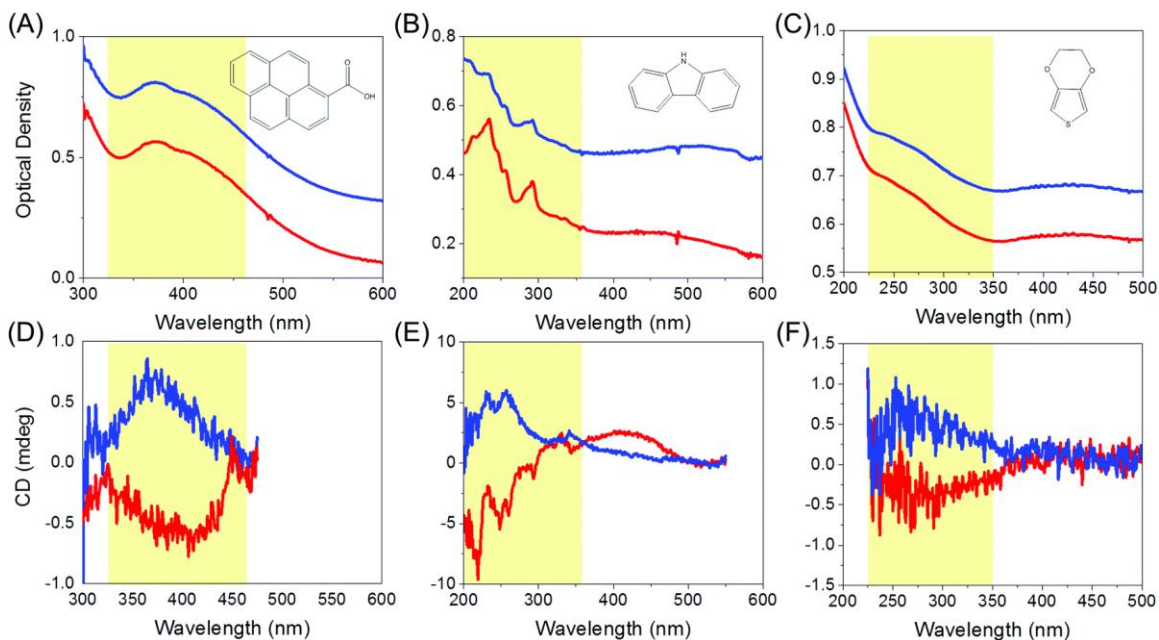 (A)
(B)
(C)
1.0
0.5
0.0
Optical Density
O
OH
300 400 500 600
Wavelength (nm)
0.8
0.6
0.4
0.2
H
N
200 300 400 500 600
Wavelength (nm)
1.0
0.9
0.8
0.7
0.6
0.5
O O
S
200 250 300 350 400 450 500
Wavelength (nm)
(D)
(E)
(F)
1.0
0.5
0.0
-0.5
-1.0
CD (mdeg)
300 350 400 450 500 550 600
Wavelength (nm)
10
5
0
-5
-10
200 250 300 350 400 450 500 550 600
Wavelength (nm)
1.5
1.0
0.5
0.0
-0.5
-1.0
-1.5
200 250 300 350 400 450 500
Wavelength (nm)